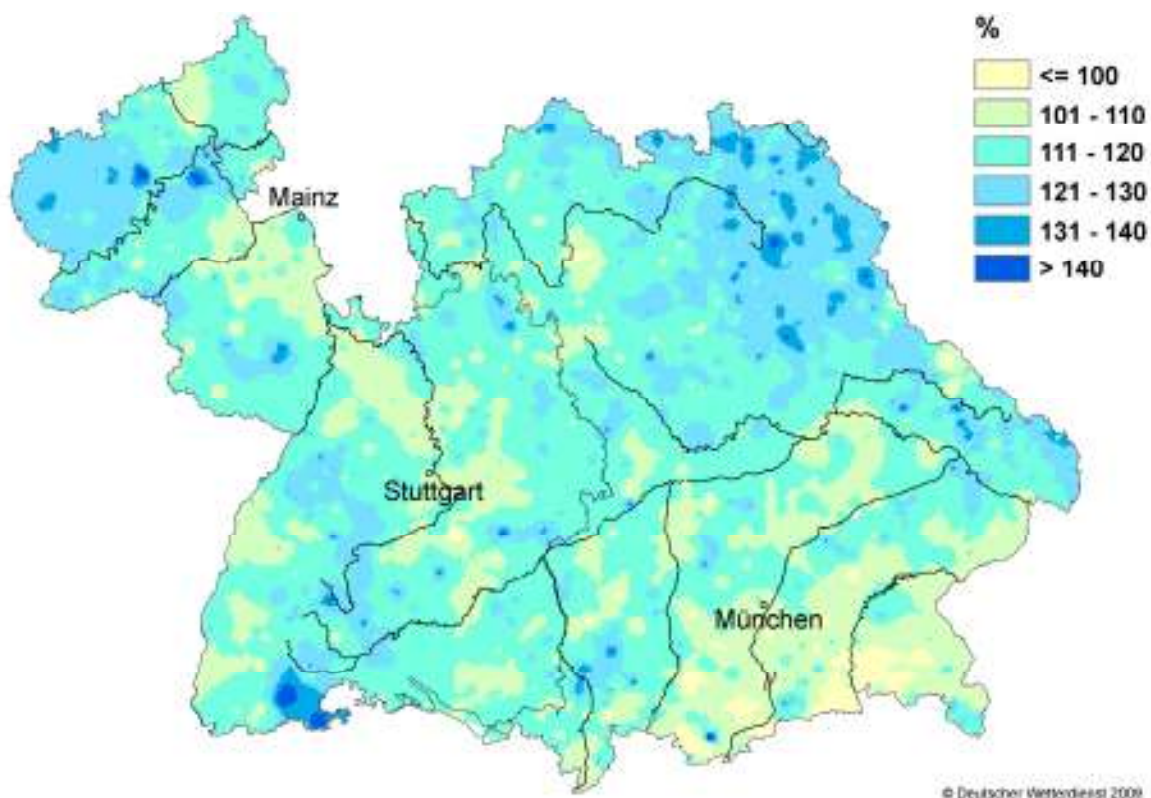 %
<= 100
101 - 110
111 - 120
121 - 130
131 - 140
> 140
Mainz
Stuttgart
München
© Deutscher Wetterdienst 2009